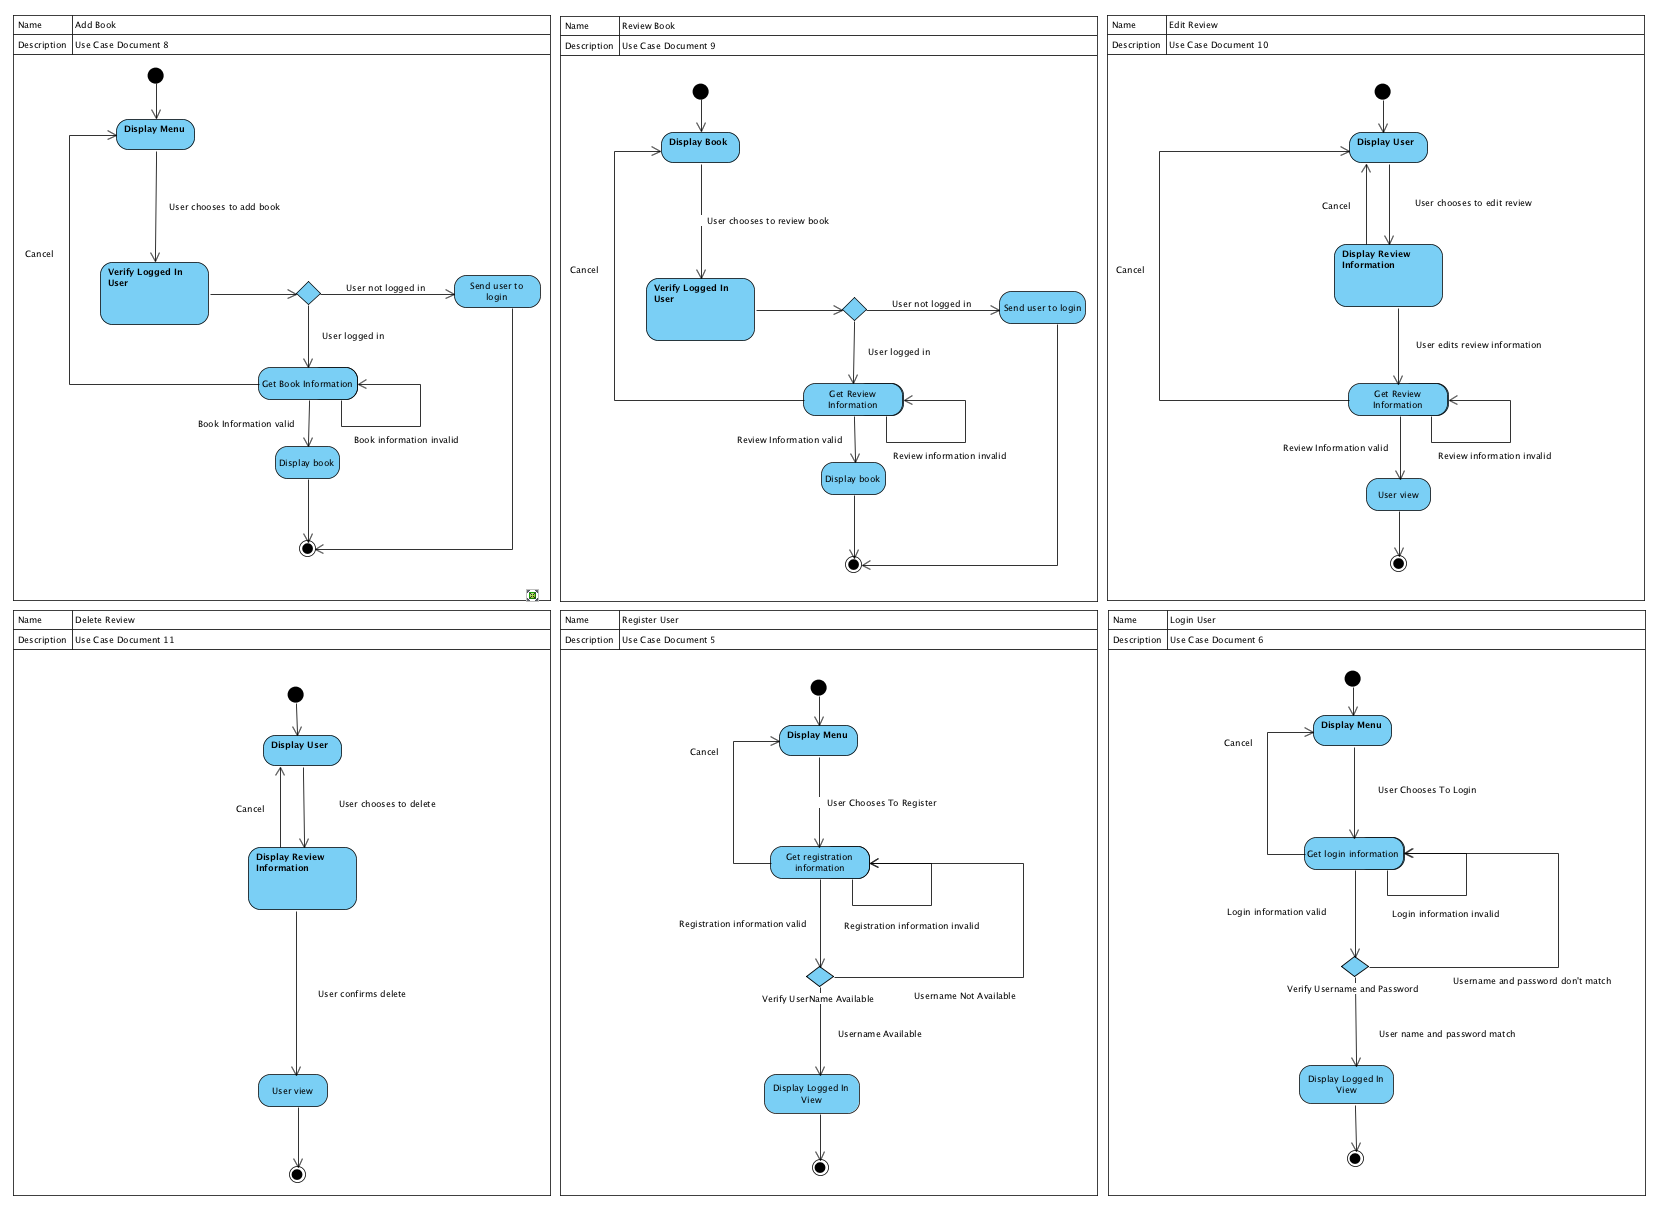 Name
Add Book
Description
Use Case Document 8
Display Menu
User chooses to add book
Cancel
Verify Logged In
User
User not logged in
Send user to
login
User logged in
Get Book Information
Book Information valid
Book information invalid
Display book
Name
Review Book
Description
Use Case Document 9
Display Book
User chooses to review book
Cancel
Verify Logged In
User
User not logged in
Send user to login
User logged in
Get Review
Information
Review Information valid
Review information invalid
Display book
Name
Edit Review
Description
Use Case Document 10
Display User
Cancel
User chooses to edit review
Display Review
Information
Cancel
User edits review information
Get Review
Information
Review Information valid
Review information invalid
User view
Name
Delete Review
Description
Use Case Document 11
Display User
Cancel
User chooses to delete
Display Review
Information
User confirms delete
User view
Name
Register User
Description
Use Case Document 5
Display Menu
Cancel
User Chooses To Register
Get registration
information
Registration information valid
Registration information invalid
Verify UserName Available
Username Not Available
Username Available
Display Logged In
View
Name
Login User
Description
Use Case Document 6
Display Menu
Cancel
User Chooses To Login
Get login information
Login information valid
Login information invalid
Verify Username and Password
Username and password don't match
User name and password match
Display Logged In
View